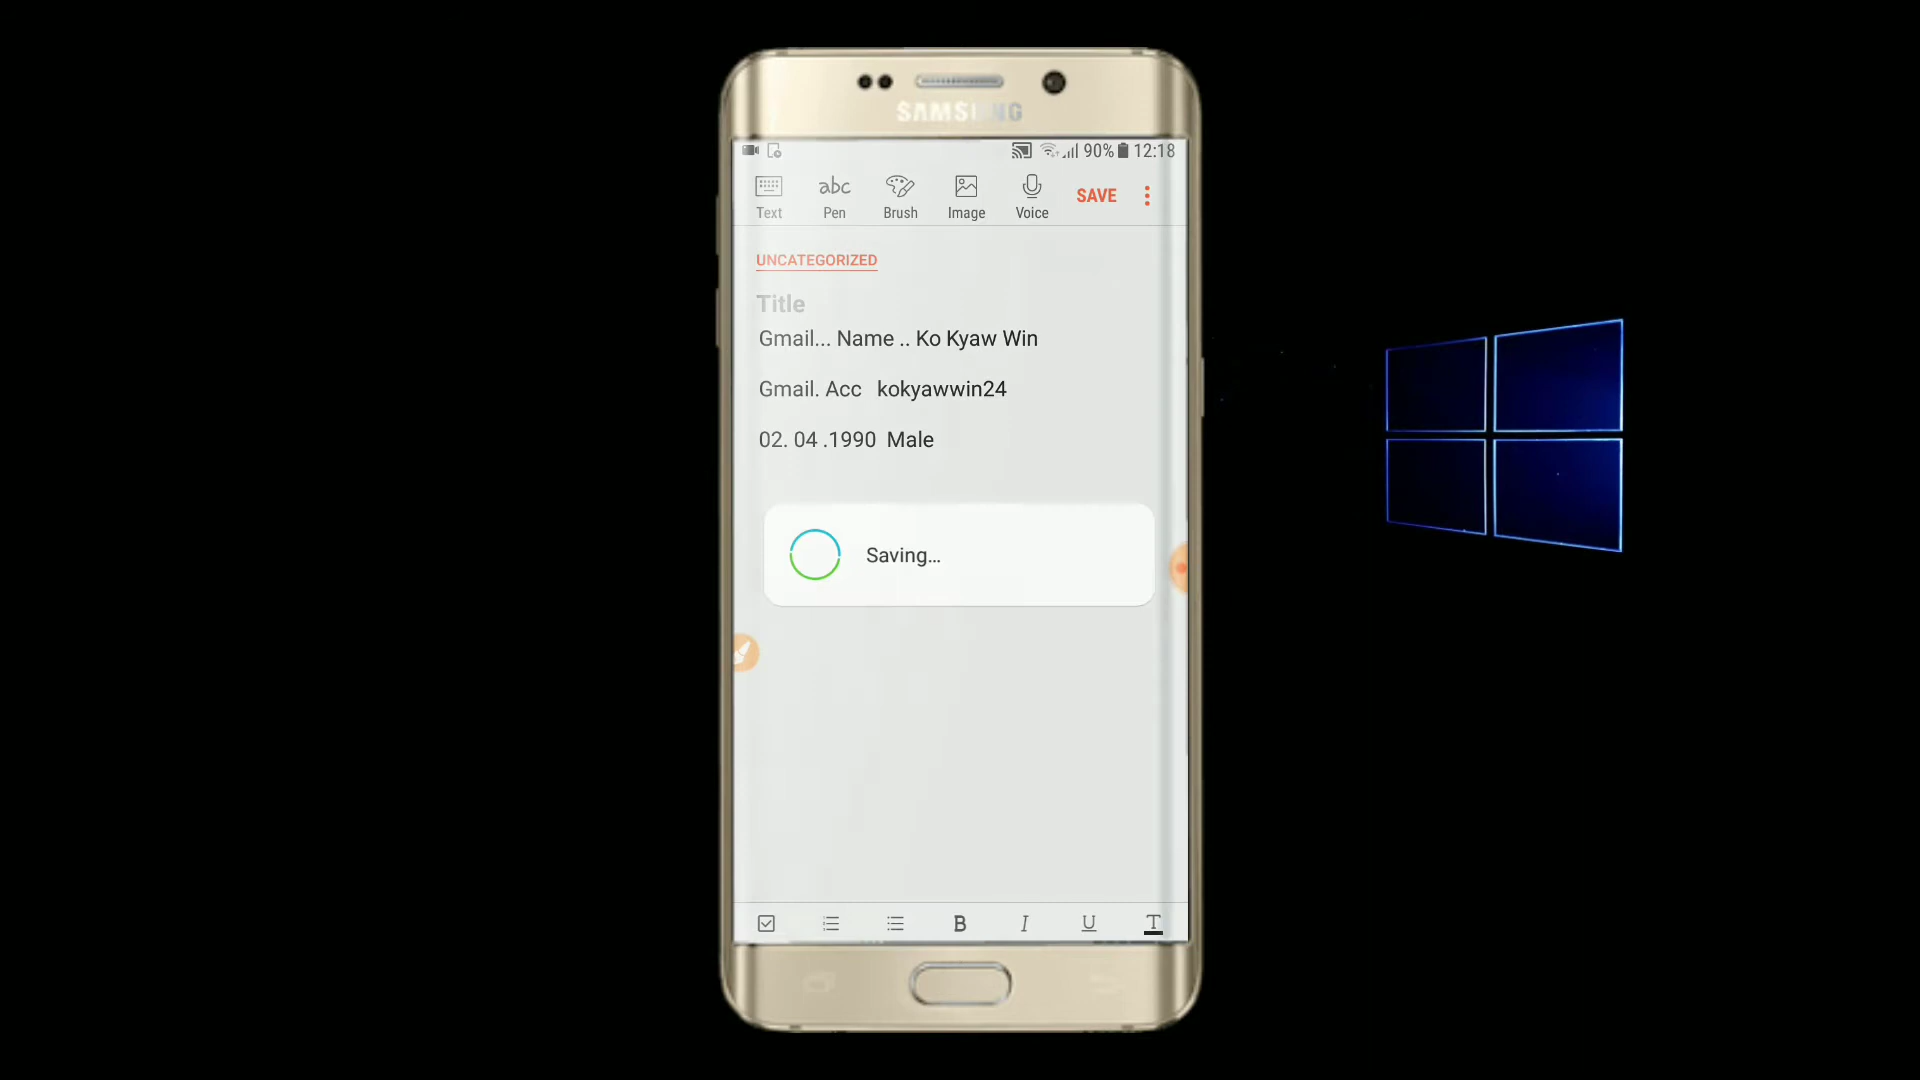 SAMSUNG
90% 12:18
Text Pen Brush Image Voice SAVE
abc
UNCATEGORIZED
Title
Gmail... Name .. Ko Kyaw Win
Gmail. Acc kokyawwin24
02. 04 .1990 Male
Saving...
B I U T